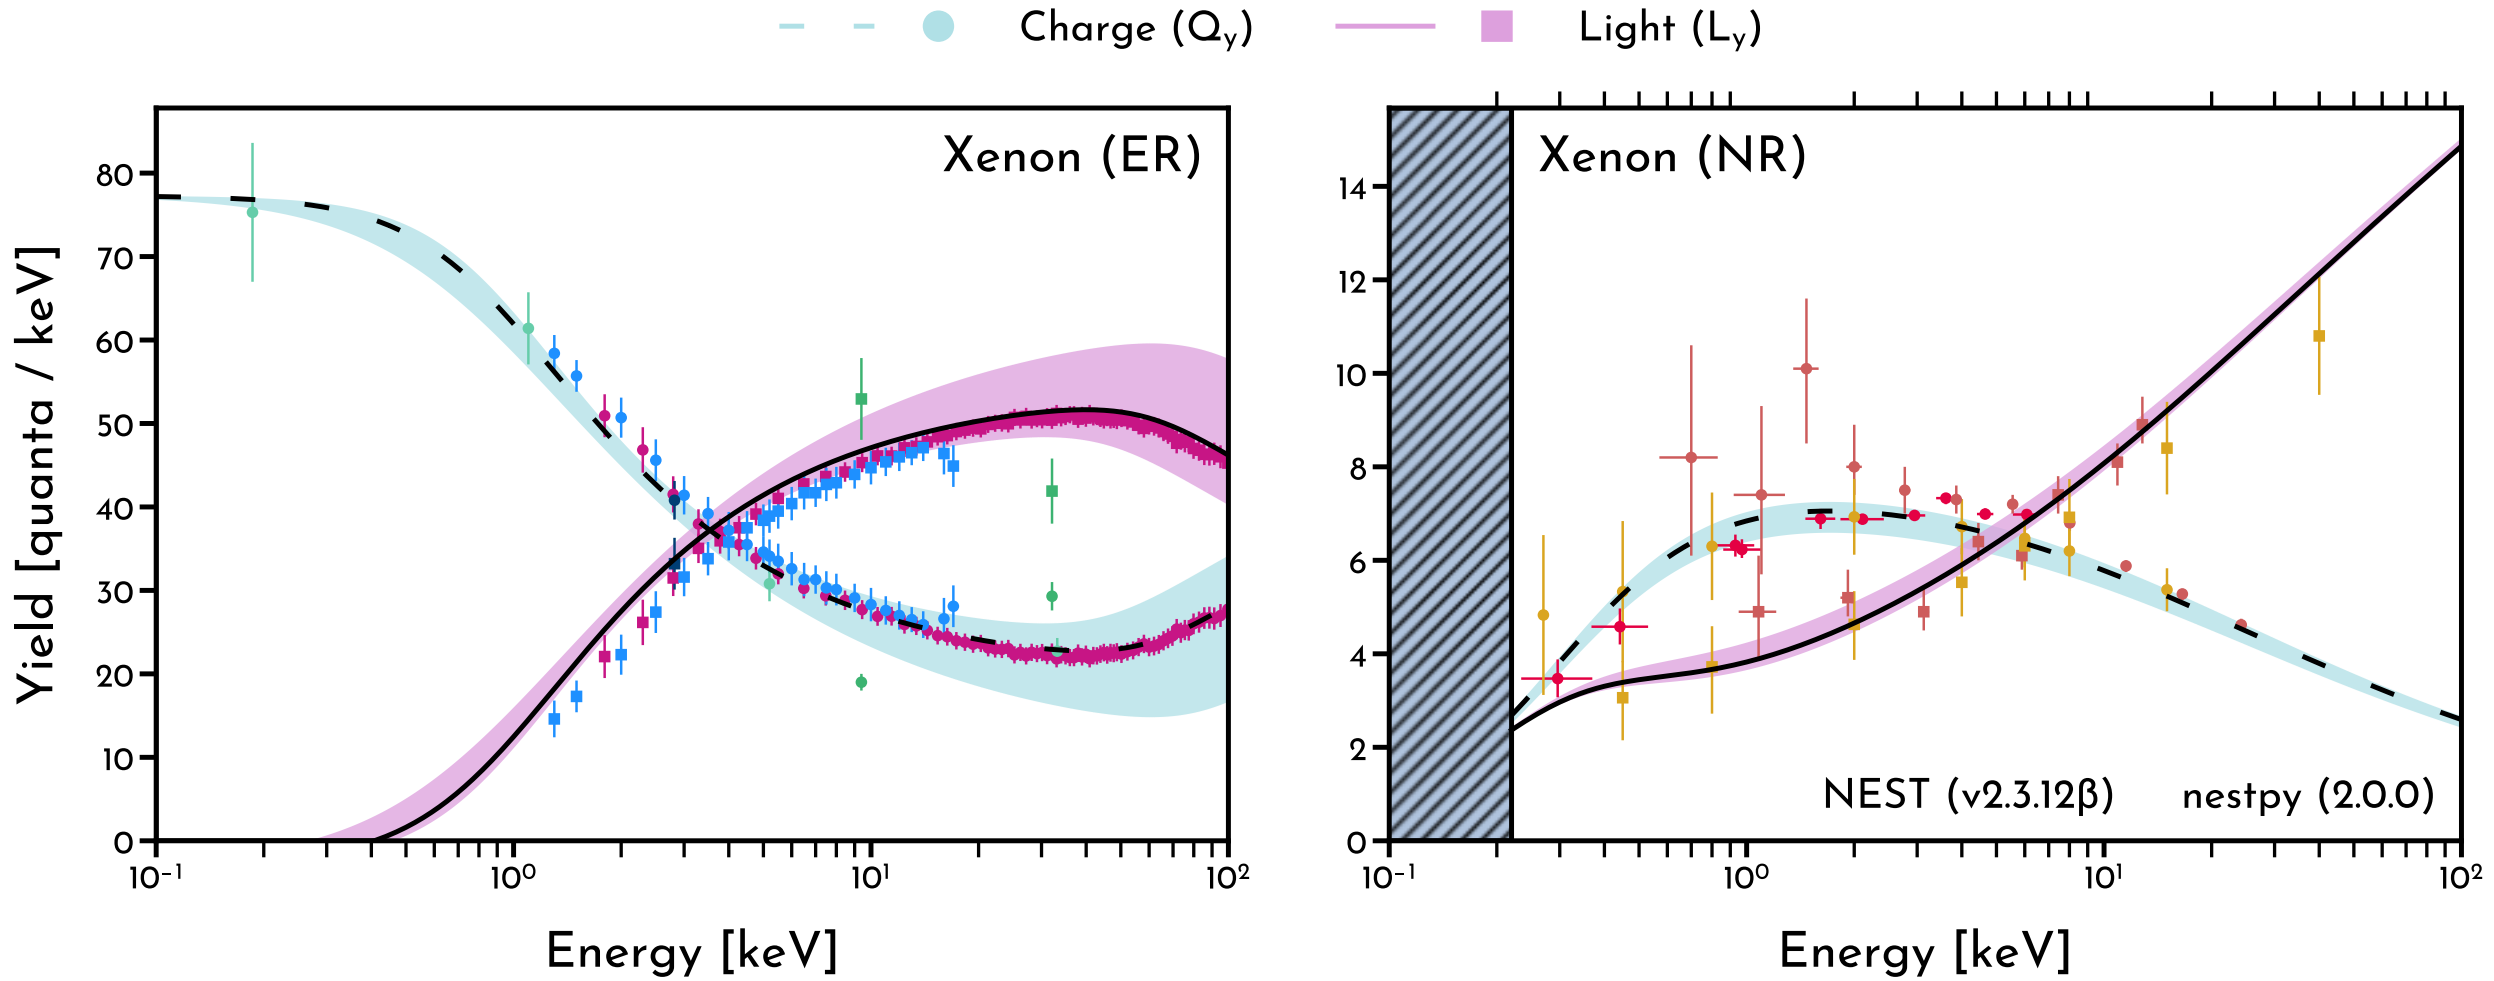 Charge (Qy) Light (Ly)
Yield [quanta / keV]
Xenon (ER)
80
70
60
50
40
30
20
10
0
10⁻¹ 10⁰ 10¹ 10²
Energy [keV]
Xenon (NR)
14
12
10
8
6
4
2
0
NEST (v2.3.12β) nestpy (2.0.0)
10⁻¹ 10⁰ 10¹ 10²
Energy [keV]